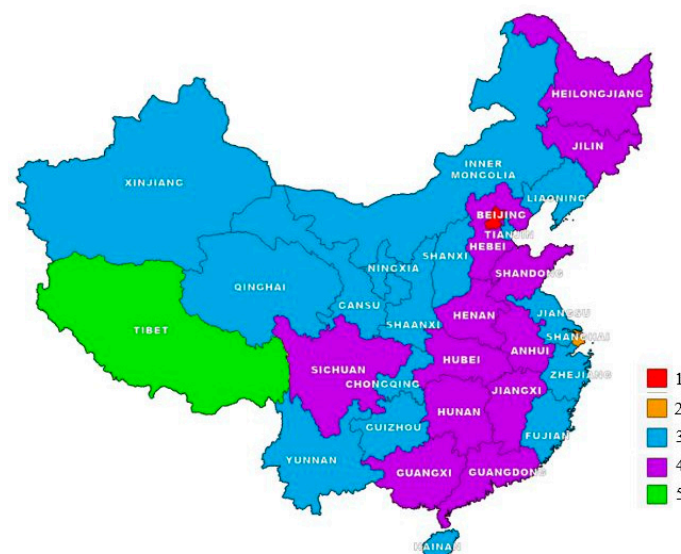 HEILONGJIANG
JILIN
INNER
MONGOLIA
LIAONING
XINJIANG
BEIJING
TIANJIN
HEBEI
SHANXI
NINGXIA
SHANDONG
QINGHAI
GANSU
SHAANXI
HENAN
JIANGSU
TIBET
SHANGHAI
ANHUI
HUBEI
SICHUAN
CHONGQING
ZHEJIANG
JIANGXI
HUNAN
GUIZHOU
FUJIAN
YUNNAN
GUANGXI
GUANGDONG
HAINAN
1
2
3
4
5